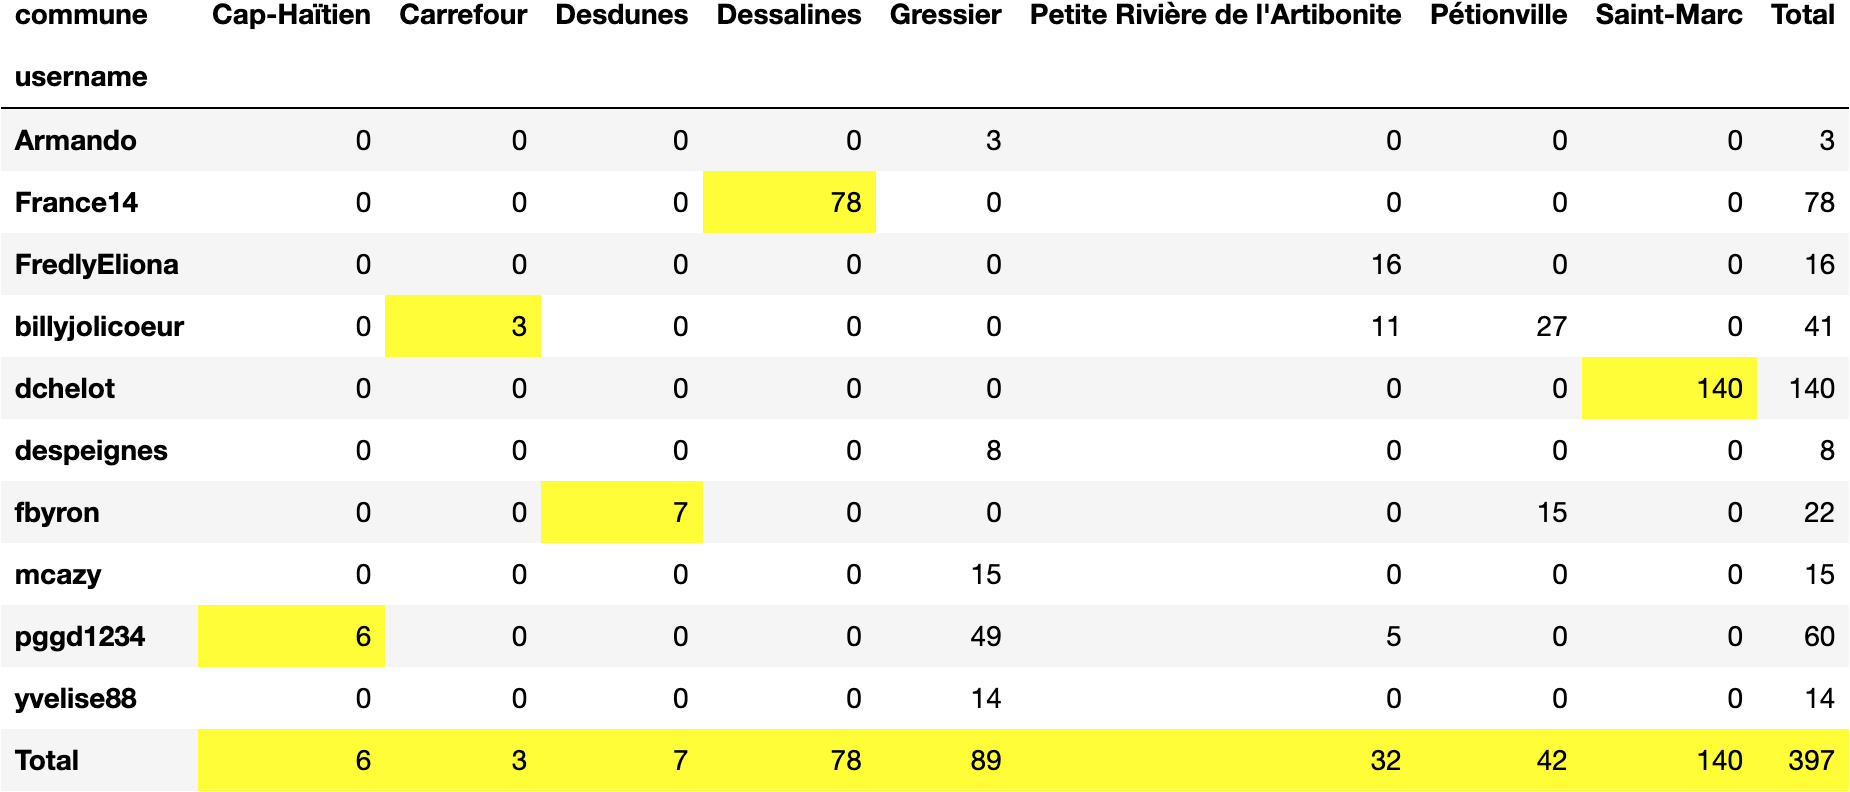 commune Cap-Haïtien Carrefour Desdunes Dessalines Gressier Petite Rivière de l'Artibonite Pétionville Saint-Marc Total
username
Armando 0 0 0 0 3 0 0 0 3
France14 0 0 0 78 0 0 0 0 78
FredlyEliona 0 0 0 0 0 16 0 0 16
billyjolicoeur 0 3 0 0 0 11 27 0 41
dchelot 0 0 0 0 0 0 0 140 140
despeignes 0 0 0 0 8 0 0 0 8
fbyron 0 0 7 0 0 0 15 0 22
mcazy 0 0 0 0 15 0 0 0 15
pggd1234 6 0 0 0 49 5 0 0 60
yvelise88 0 0 0 0 14 0 0 0 14
Total 6 3 7 78 89 32 42 140 397